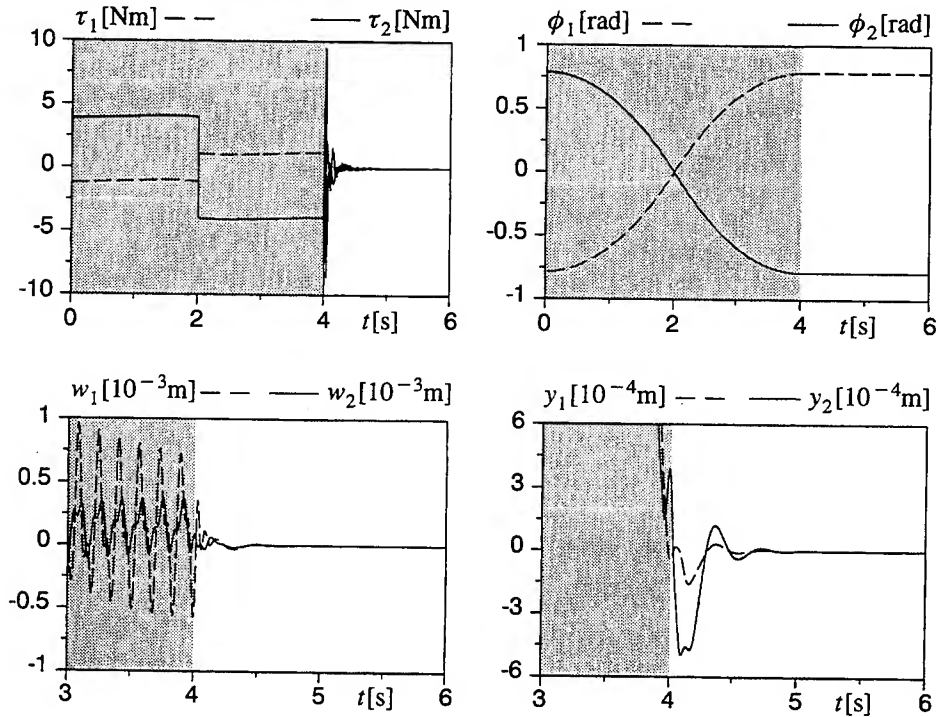 τ1[Nm] τ2[Nm]
10
5
0
-5
-10
0 2 4 6
t[s]
ϕ1[rad] ϕ2[rad]
1
0.5
0
-0.5
-1
0 2 4 6
t[s]
w1[10−3m] w2[10−3m]
1
0.5
0
-0.5
-1
3 4 5 6
t[s]
y1[10−4m] y2[10−4m]
6
3
0
-3
-6
3 4 5 6
t[s]